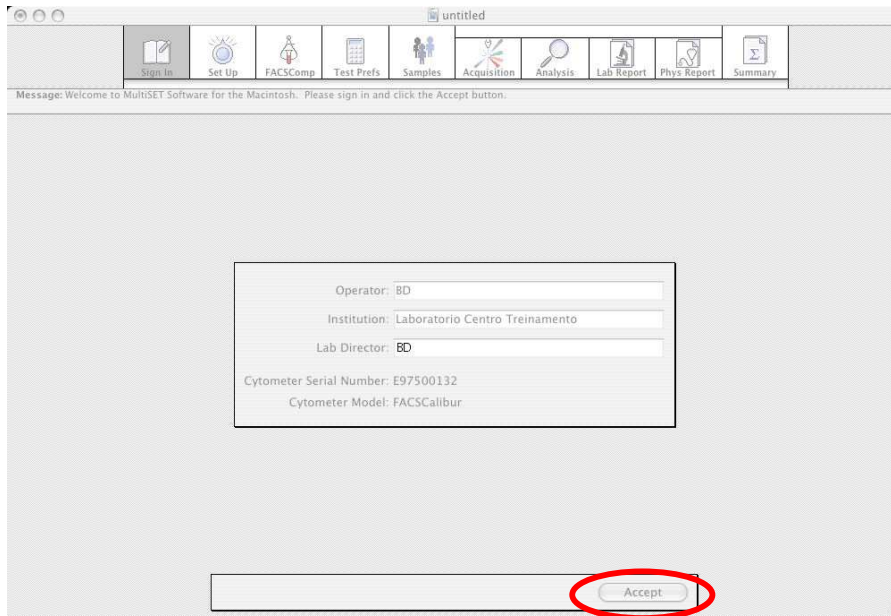 untitled
Sign In Set Up FACSComp Test Prefs Samples Acquisition Analysis Lab Report Phys Report Summary
Message: Welcome to MultiSET Software for the Macintosh. Please sign in and click the Accept button.
Operator: BD
Institution: Laboratorio Centro Treinamento
Lab Director: BD
Cytometer Serial Number: E97500132
Cytometer Model: FACSCalibur
Accept